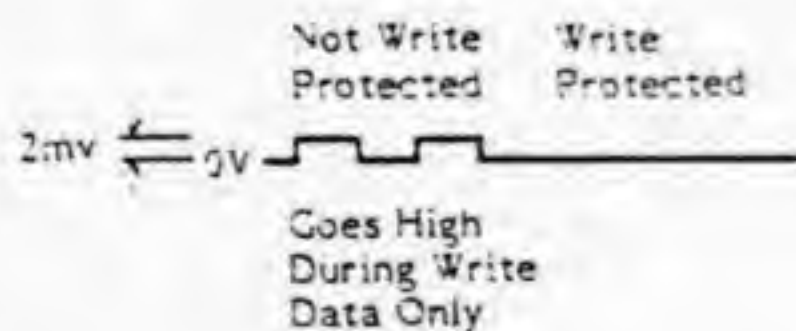 Not Write Write
Protected Protected
2mv 0V
Goes High
During Write
Data Only